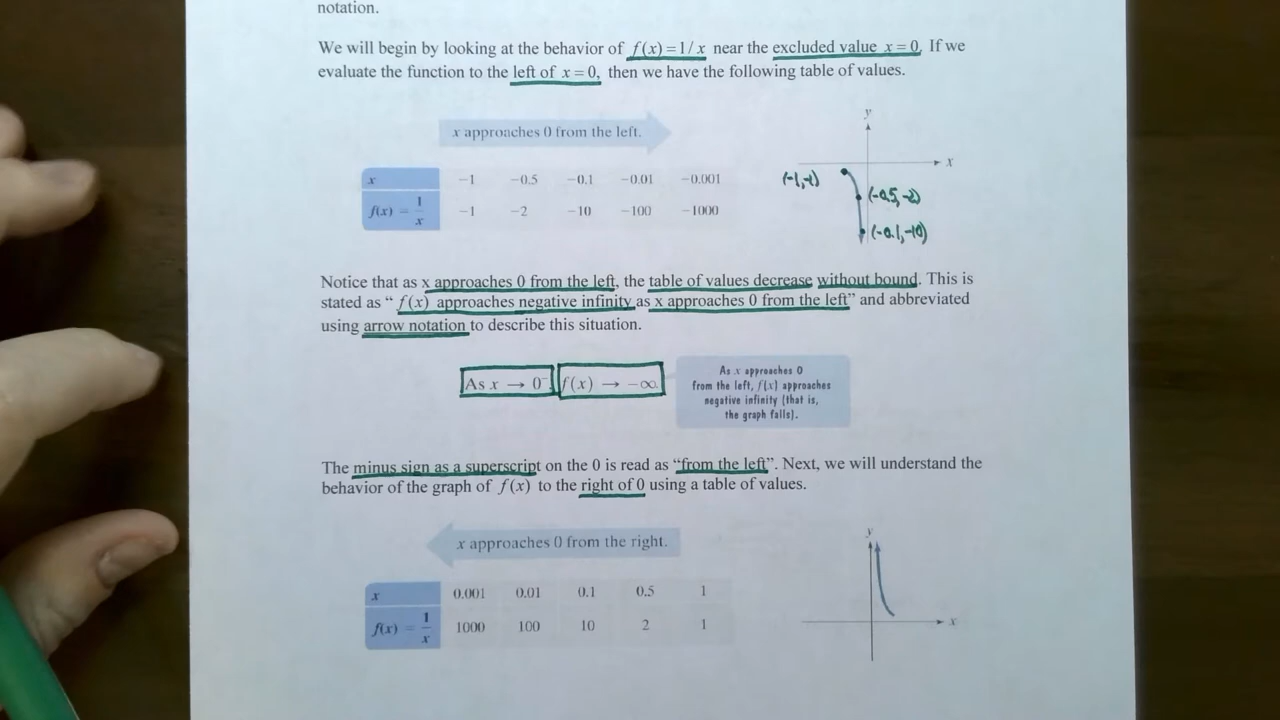 notation.
We will begin by looking at the behavior of f(x)=1/x near the excluded value x=0. If we
evaluate the function to the left of x=0, then we have the following table of values.
x approaches 0 from the left.
x −1 −0.5 −0.1 −0.01 −0.001
f(x) = 1/x −1 −2 −10 −100 −1000
y
x
(-1,-1)
(-0.5,-2)
(-0.1,-10)
Notice that as x approaches 0 from the left, the table of values decrease without bound. This is
stated as “ f(x) approaches negative infinity as x approaches 0 from the left” and abbreviated
using arrow notation to describe this situation.
As x → 0⁻ f(x) → −∞
As x approaches 0
from the left, f(x) approaches
negative infinity (that is,
the graph falls).
The minus sign as a superscript on the 0 is read as “from the left”. Next, we will understand the
behavior of the graph of f(x) to the right of 0 using a table of values.
x approaches 0 from the right.
x 0.001 0.01 0.1 0.5 1
f(x) = 1/x 1000 100 10 2 1
y
x